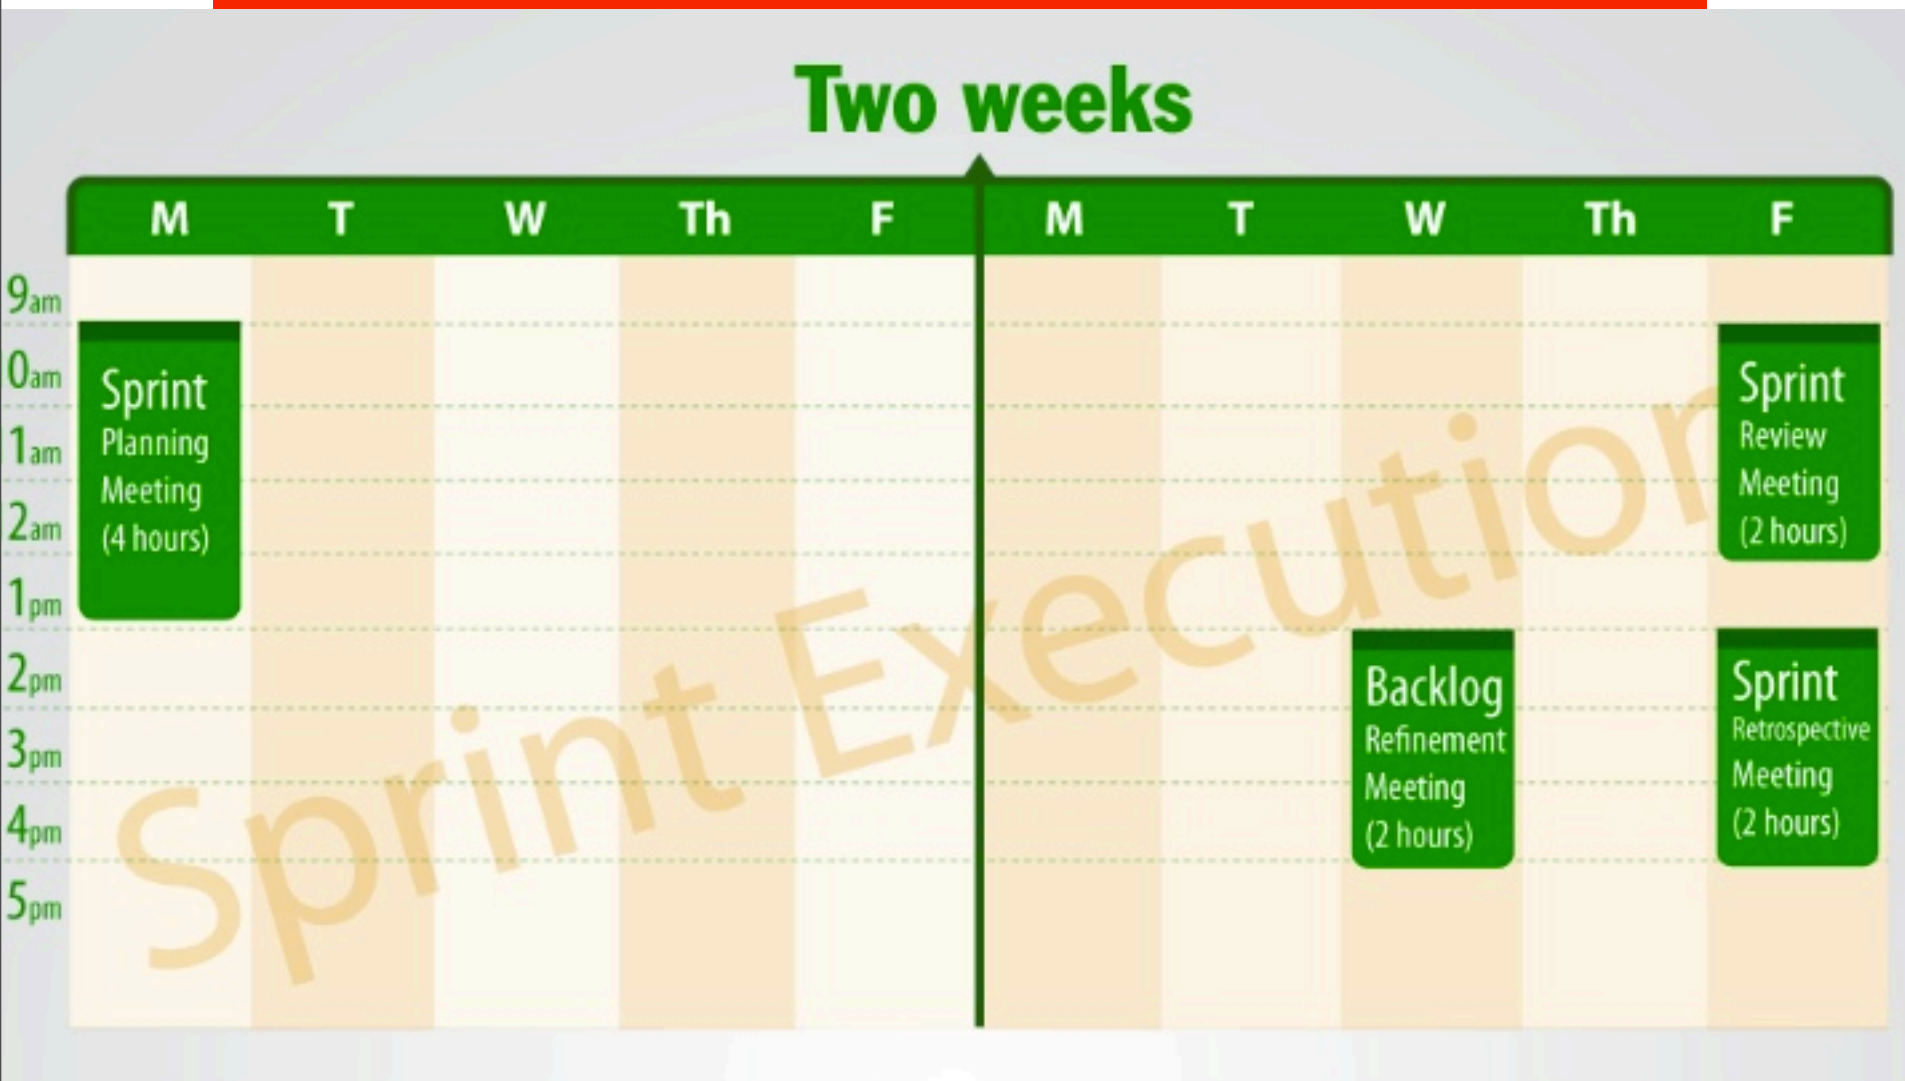 Two weeks
M T W Th F M T W Th F
9am
0am
1am
2am
1pm
2pm
3pm
4pm
5pm
Sprint
Planning
Meeting
(4 hours)
Sprint Execution
Backlog
Refinement
Meeting
(2 hours)
Sprint
Review
Meeting
(2 hours)
Sprint
Retrospective
Meeting
(2 hours)